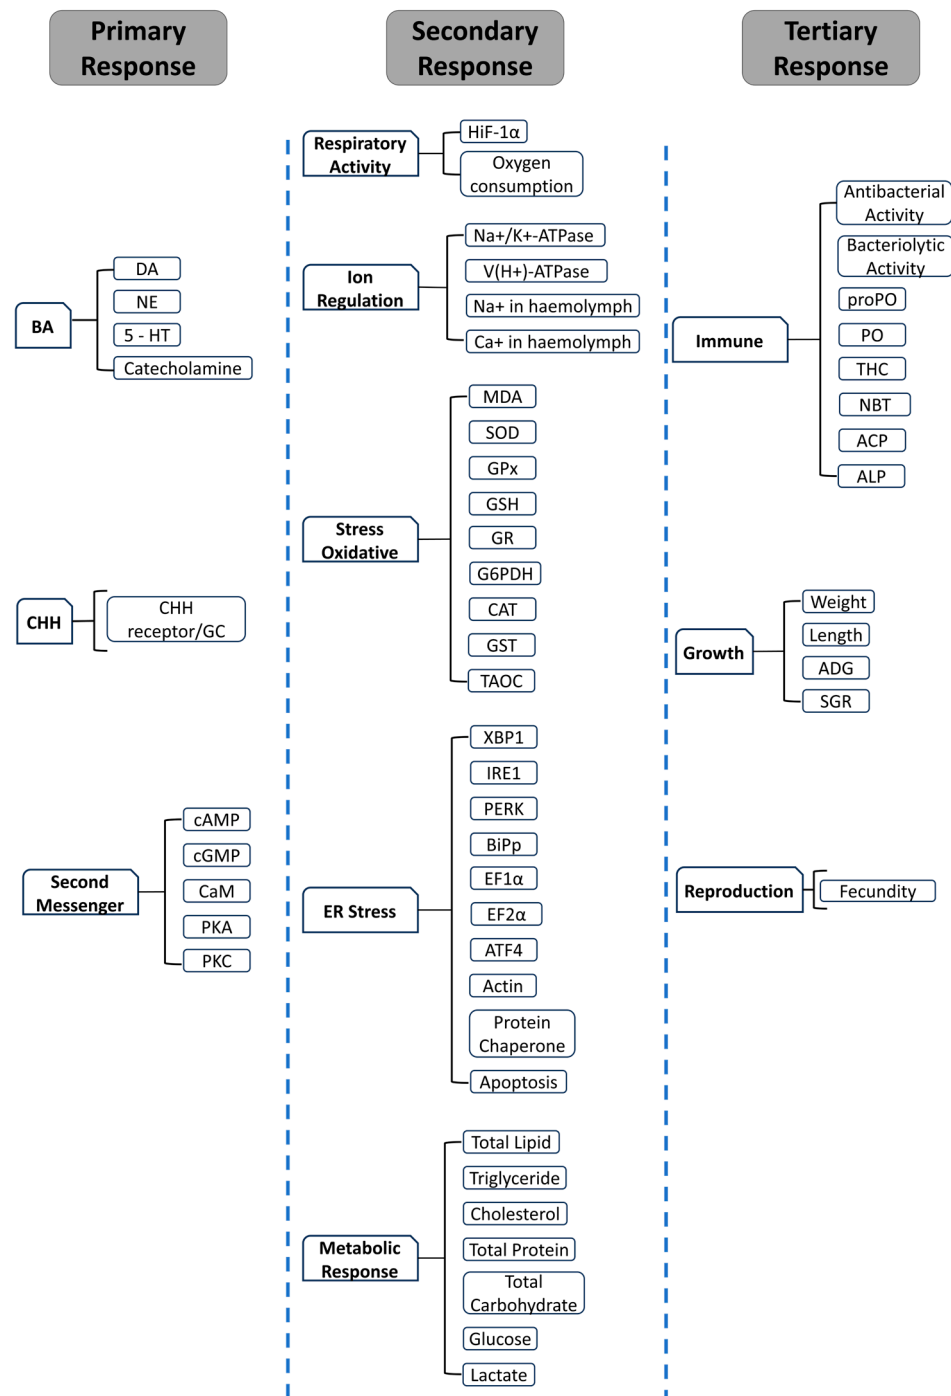 Primary
Response
Secondary
Response
Tertiary
Response
BA
DA
NE
5 - HT
Catecholamine
CHH
CHH
receptor/GC
Second
Messenger
cAMP
cGMP
CaM
PKA
PKC
Respiratory
Activity
HiF-1α
Oxygen
consumption
Ion
Regulation
Na+/K+-ATPase
V(H+)-ATPase
Na+ in haemolymph
Ca+ in haemolymph
Stress
Oxidative
MDA
SOD
GPx
GSH
GR
G6PDH
CAT
GST
TAOC
ER Stress
XBP1
IRE1
PERK
BiPp
EF1α
EF2α
ATF4
Actin
Protein
Chaperone
Apoptosis
Metabolic
Response
Total Lipid
Triglyceride
Cholesterol
Total Protein
Total
Carbohydrate
Glucose
Lactate
Immune
Antibacterial
Activity
Bacteriolytic
Activity
proPO
PO
THC
NBT
ACP
ALP
Growth
Weight
Length
ADG
SGR
Reproduction
Fecundity